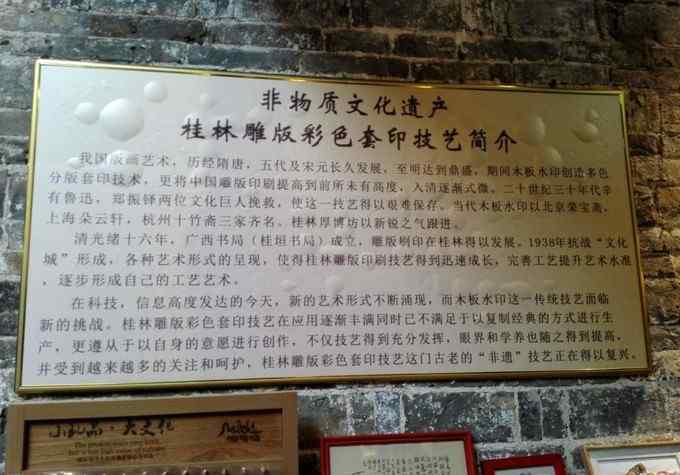 非物质文化遗产
桂林雕版彩色套印技艺简介
我国版画艺术，历经隋唐，五代及宋元长久发展，至明达到鼎盛，期间木板水印创造多色
分版套印技术，更将中国雕版印刷提高到前所未有高度，入清逐渐式微。二十世纪三十年代辛
有鲁迅，郑振铎两位文化巨人挽救，使这一技艺得以艰难保存。当代木板水印以北京荣宝斋，
上海朵云轩，杭州十竹斋三家齐名。桂林厚博坊以新锐之气跟进。
清光绪十六年，广西书局（桂垣书局）成立，雕版刷印在桂林得以发展。1938年抗战“文化
城”形成，各种艺术形式的呈现，使得桂林雕版印刷技艺得到迅速成长，完善工艺提升艺术水准
，逐步形成自己的工艺艺术。
在科技，信息高度发达的今天，新的艺术形式不断涌现，而木板水印这一传统技艺面临
新的挑战。桂林雕版彩色套印技艺在应用逐渐丰满同时已不满足于以复制经典的方式进行生
产，更遵从于以自身的意愿进行创作，不仅技艺得到充分发挥，眼界和学养也随之得到提高，
并受到越来越多的关注和呵护，桂林雕版彩色套印技艺这门古老的“非遗”技艺正在得以复兴。
小礼品·大文化